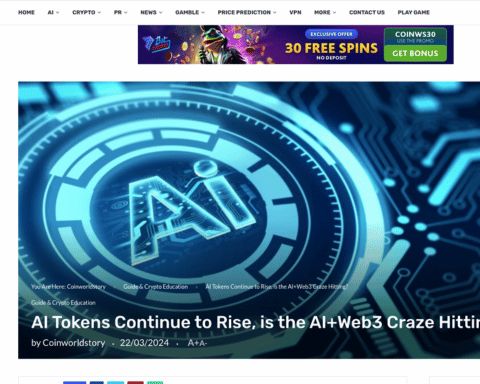 HOME AI CRYPTO PR NEWS GAMBLE PRICE PREDICTION VPN MORE CONTACT US PLAY GAME
EXCLUSIVE OFFER
30 FREE SPINS
NO DEPOSIT
COINWS30
USE THE PROMO
GET BONUS
Ai
You Are Here: Coinworldstory Guide & Crypto Education AI Tokens Continue to Rise, is the AI+Web3 Craze Hitting?
Guide & Crypto Education
AI Tokens Continue to Rise, is the AI+Web3 Craze Hittin
by Coinworldstory 22/03/2024 A+A-